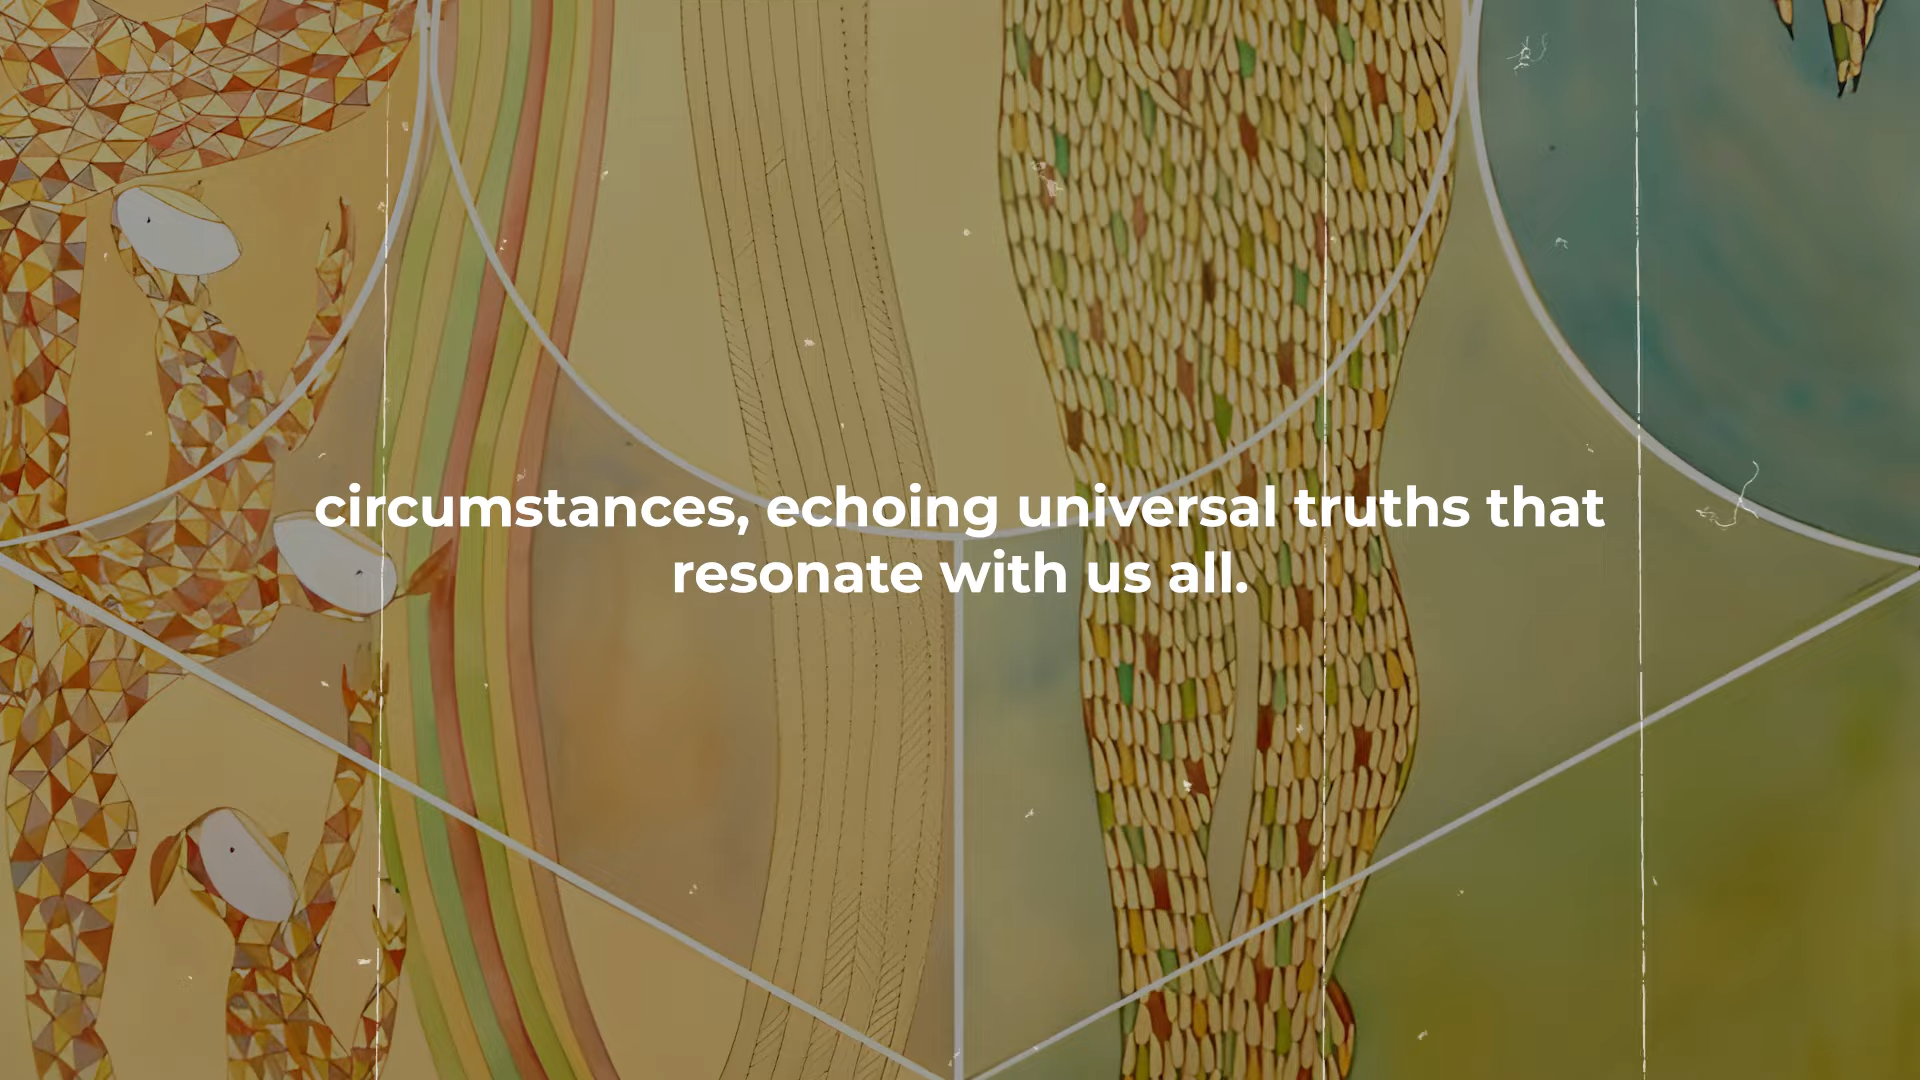 circumstances, echoing universal truths that
resonate with us all.